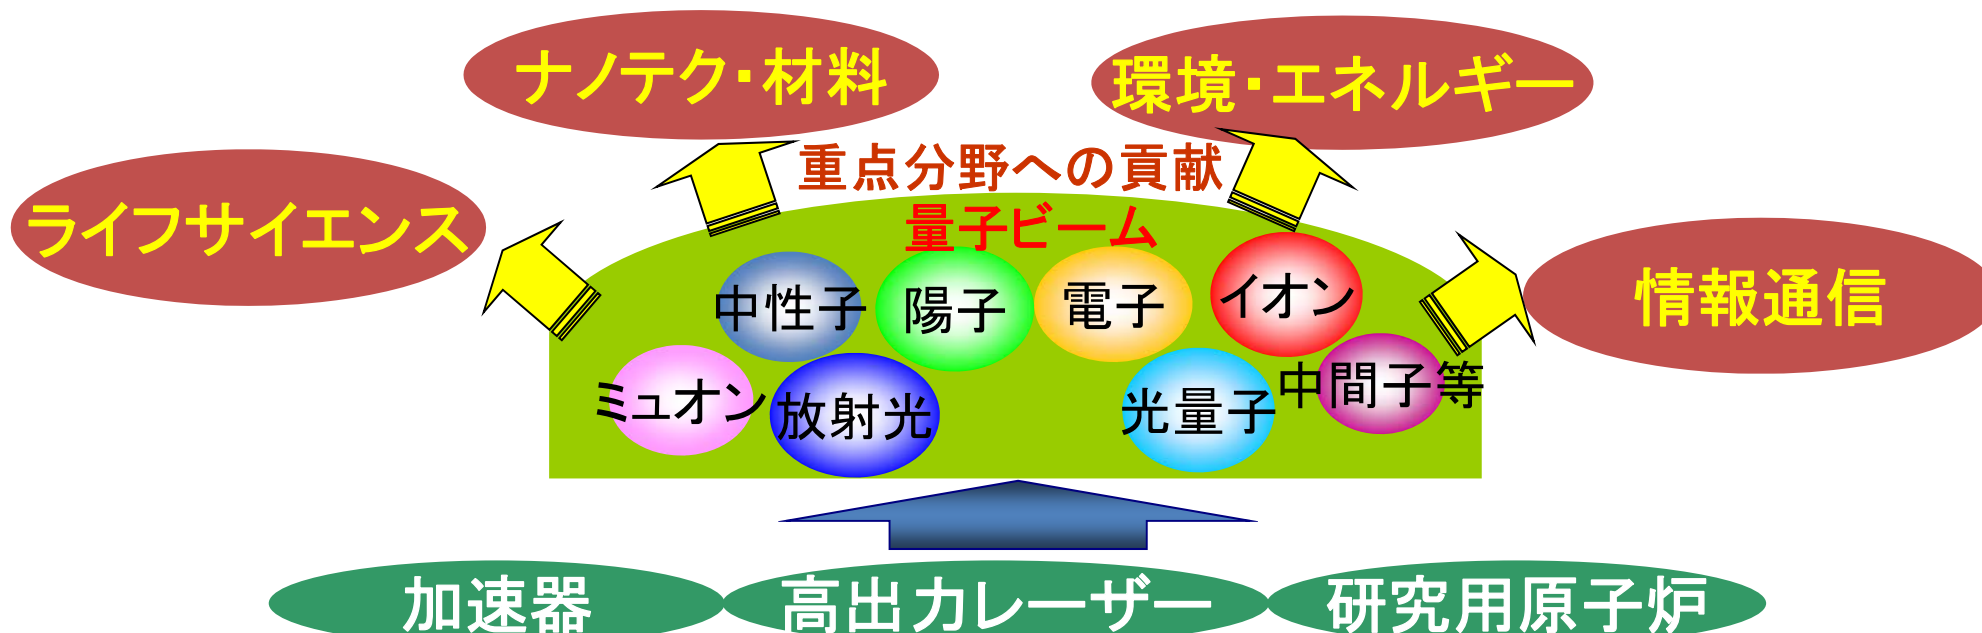 ナノテク・材料
環境・エネルギー
重点分野への貢献
ライフサイエンス
量子ビーム
情報通信
中性子
陽子
電子
イオン
ミュオン
放射光
光量子
中間子等
加速器
高出力レーザー
研究用原子炉